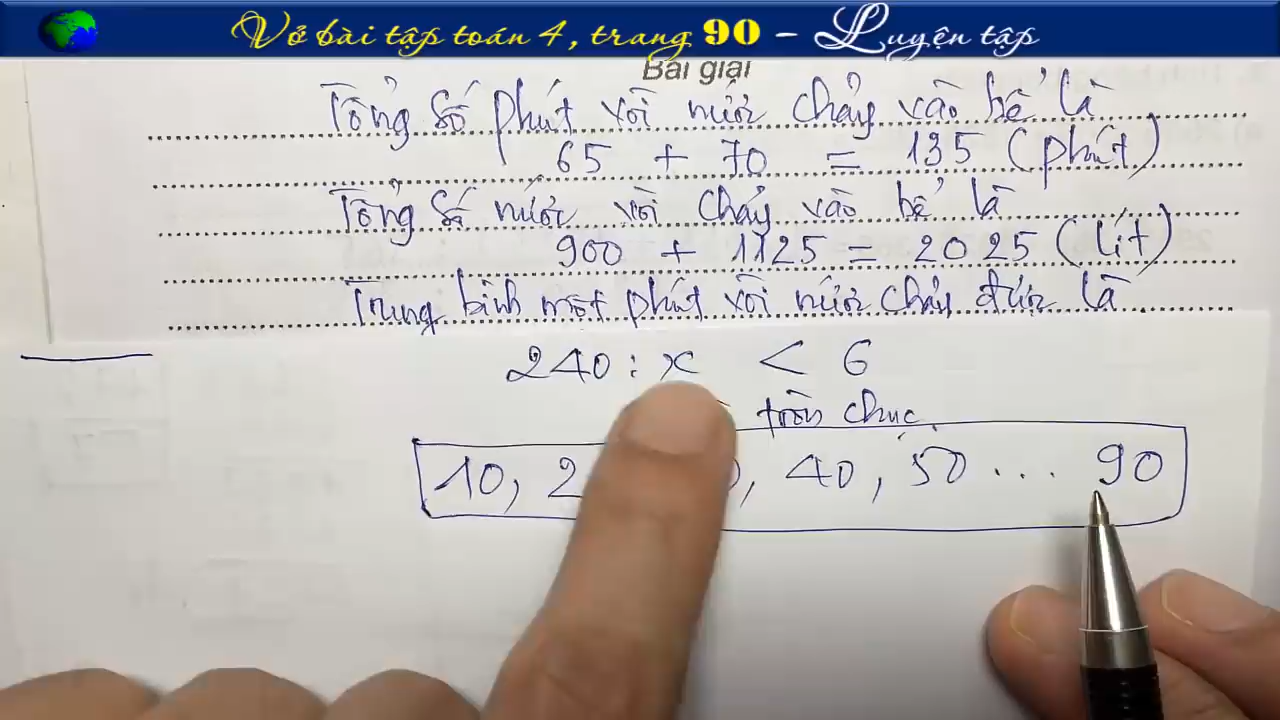 Vở bài tập toán 4, trang 90 - Luyện tập
Bài giải
Tổng số phút vòi nước chảy vào bể là
65 + 70 = 135 (phút)
Tổng số nước vòi chảy vào bể là
900 + 1125 = 2025 (lít)
Trung bình một phút vòi nước chảy được là
240 : x < 6
tròn chục
10, 2 0, 40, 50 ... 90